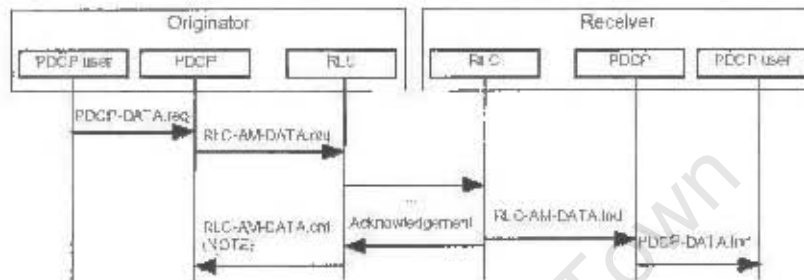 Originator
Receiver
PDCP user
PDCP
RLC
RLC
PDCP
PDCP user
PDCP-DATA.req
RLC-AM-DATA.req
...
RLC-AM-DATA.cnf
(NOTE)
Acknowledgement
RLC-AM-DATA.ind
PDCP-DATA.ind
Town